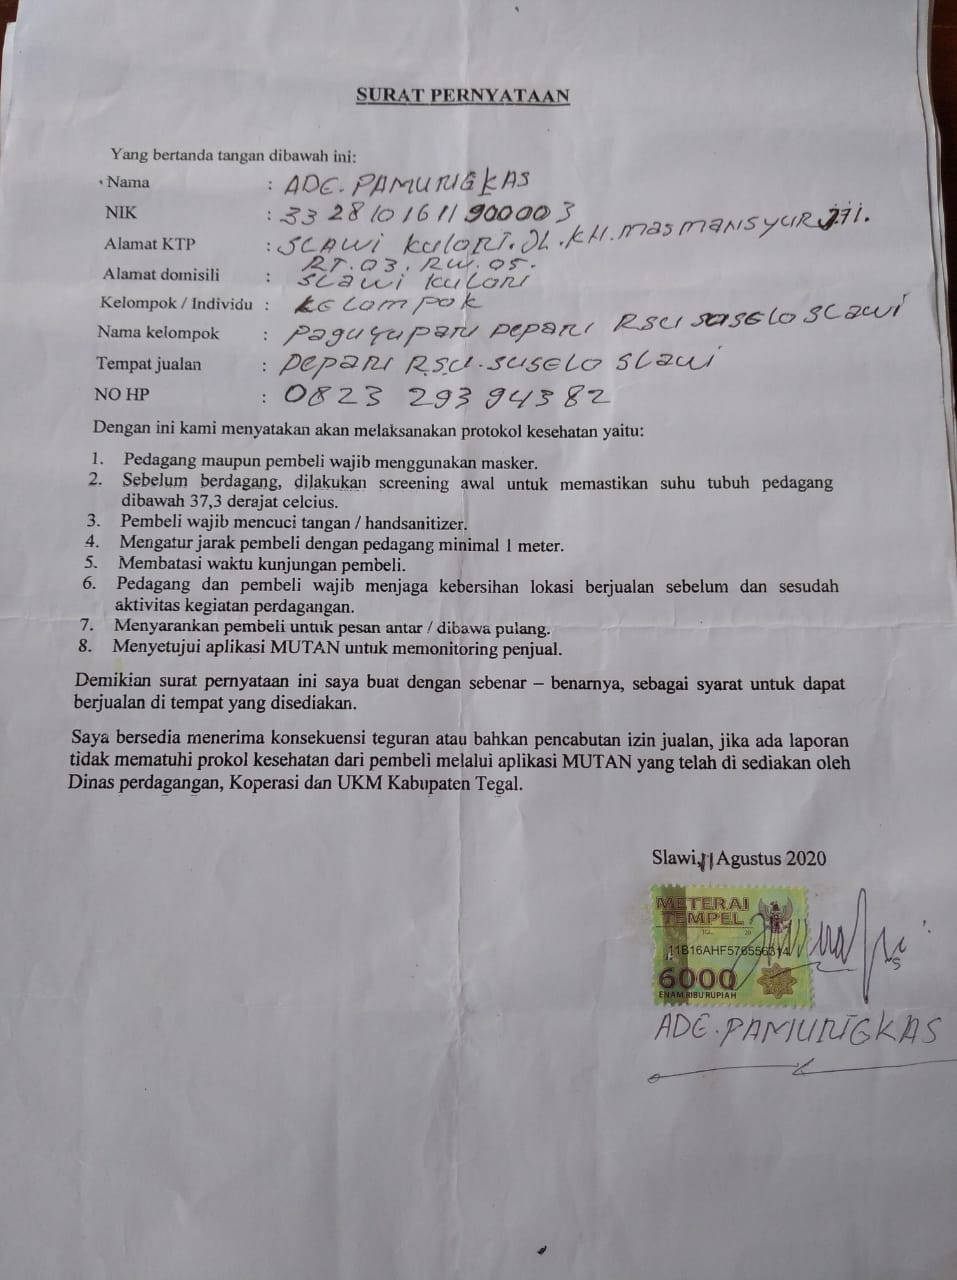 SURAT PERNYATAAN
Yang bertanda tangan dibawah ini:
Nama : ADE. PAMUNGKAS
NIK : 3328101611900003
Alamat KTP : SLAWI KULON. JL. KH. MAS MANSYUR
RT. 03. RW. 05.
Alamat domisili : SLAWI KULON
Kelompok / Individu : KELOMPOK
Nama kelompok : PAGUYUPAN DEPAN RSU SUSELO SLAWI
Tempat jualan : DEPAN RSU. SUSELO SLAWI
NO HP : 0823 293 94382
Dengan ini kami menyatakan akan melaksanakan protokol kesehatan yaitu:
1. Pedagang maupun pembeli wajib menggunakan masker.
2. Sebelum berdagang, dilakukan screening awal untuk memastikan suhu tubuh pedagang
dibawah 37,3 derajat celcius.
3. Pembeli wajib mencuci tangan / handsanitizer.
4. Mengatur jarak pembeli dengan pedagang minimal 1 meter.
5. Membatasi waktu kunjungan pembeli.
6. Pedagang dan pembeli wajib menjaga kebersihan lokasi berjualan sebelum dan sesudah
aktivitas kegiatan perdagangan.
7. Menyarankan pembeli untuk pesan antar / dibawa pulang.
8. Menyetujui aplikasi MUTAN untuk memonitoring penjual.
Demikian surat pernyataan ini saya buat dengan sebenar – benarnya, sebagai syarat untuk dapat
berjualan di tempat yang disediakan.
Saya bersedia menerima konsekuensi teguran atau bahkan pencabutan izin jualan, jika ada laporan
tidak mematuhi prokol kesehatan dari pembeli melalui aplikasi MUTAN yang telah di sediakan oleh
Dinas perdagangan, Koperasi dan UKM Kabupaten Tegal.
Slawi, 11 Agustus 2020
METERAI
TEMPEL
TGL. 20
11B16AHF576556314
6000
ENAM RIBU RUPIAH
ADE. PAMUNGKAS